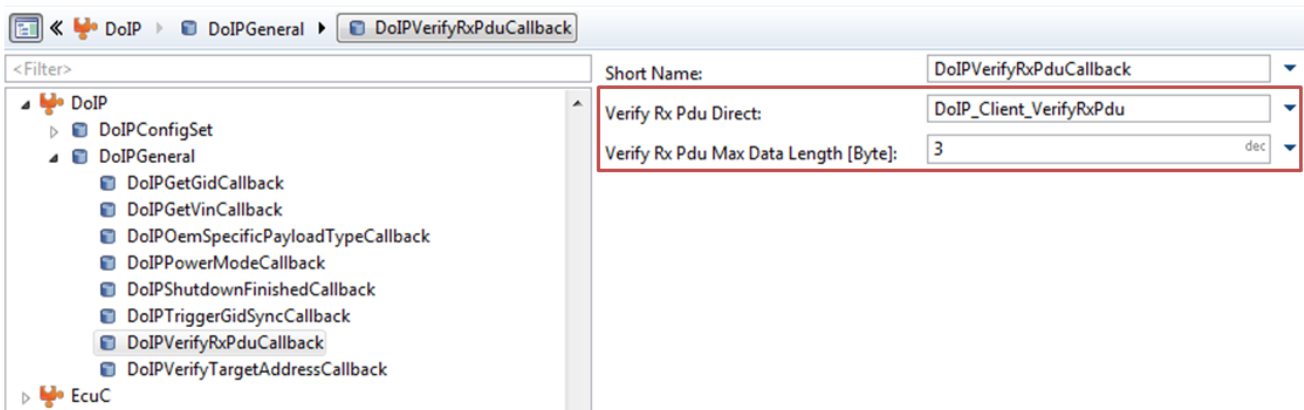 « DoIP DoIPGeneral DoIPVerifyRxPduCallback
<Filter>
DoIP
DoIPConfigSet
DoIPGeneral
DoIPGetGidCallback
DoIPGetVinCallback
DoIPOemSpecificPayloadTypeCallback
DoIPPowerModeCallback
DoIPShutdownFinishedCallback
DoIPTriggerGidSyncCallback
DoIPVerifyRxPduCallback
DoIPVerifyTargetAddressCallback
EcuC
Short Name: DoIPVerifyRxPduCallback
Verify Rx Pdu Direct: DoIP_Client_VerifyRxPdu
Verify Rx Pdu Max Data Length [Byte]: 3 dec